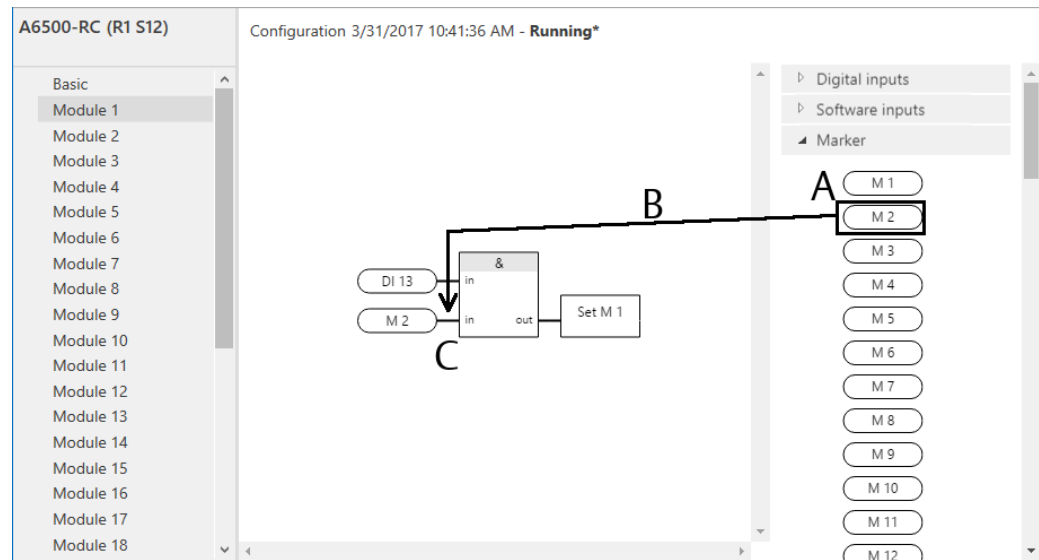 A6500-RC (R1 S12)
Configuration 3/31/2017 10:41:36 AM - Running*
Basic
Module 1
Module 2
Module 3
Module 4
Module 5
Module 6
Module 7
Module 8
Module 9
Module 10
Module 11
Module 12
Module 13
Module 14
Module 15
Module 16
Module 17
Module 18
B
&
DI 13
in
M 2
in
out
Set M 1
C
Digital inputs
Software inputs
Marker
A
M 1
M 2
M 3
M 4
M 5
M 6
M 7
M 8
M 9
M 10
M 11
M 12